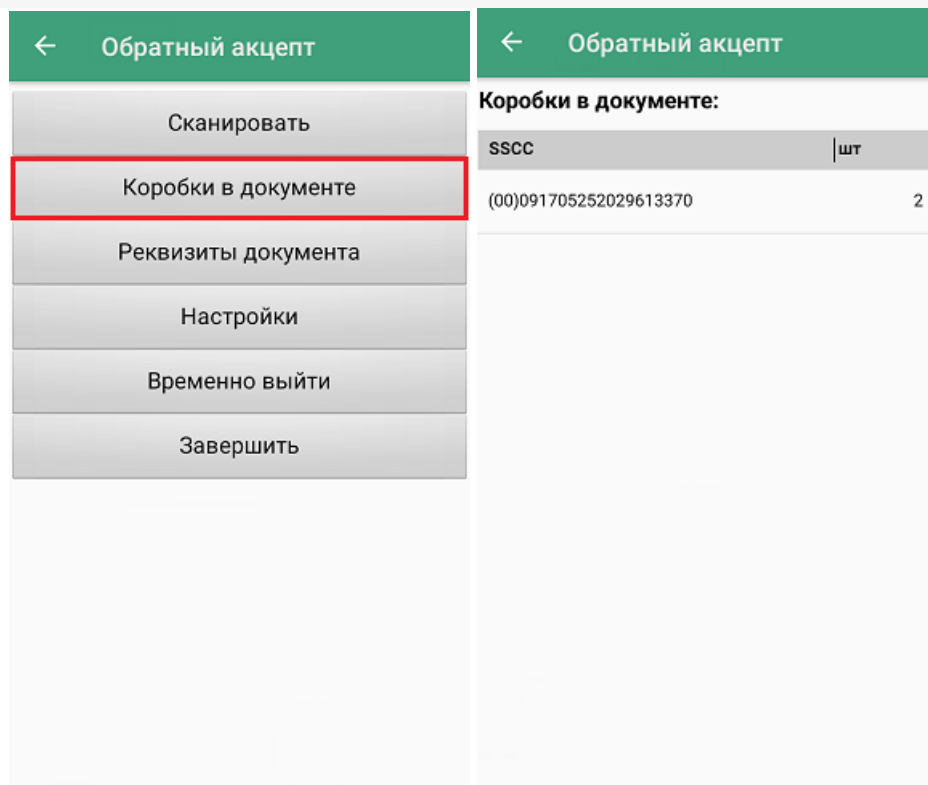 Обратный акцепт
Сканировать
Коробки в документе
Реквизиты документа
Настройки
Временно выйти
Завершить
Обратный акцепт
Коробки в документе:
SSCC шт
(00)091705252029613370 2